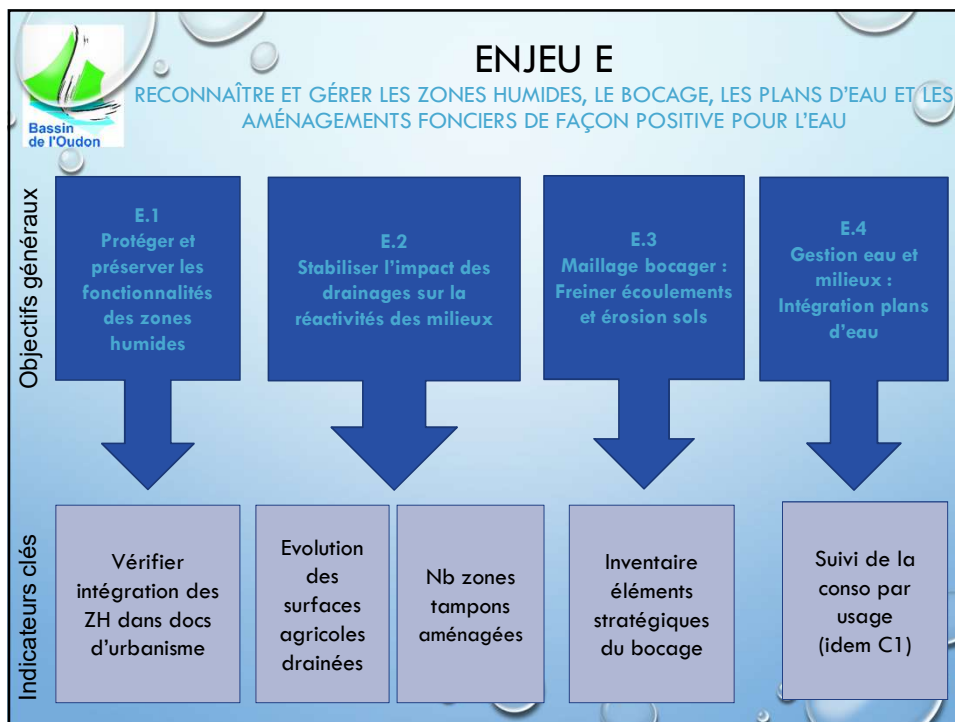 ENJEU E
RECONNAÎTRE ET GÉRER LES ZONES HUMIDES, LE BOCAGE, LES PLANS D'EAU ET LES
AMÉNAGEMENTS FONCIERS DE FAÇON POSITIVE POUR L'EAU
Bassin
de l'Oudon
Objectifs généraux
E.1
Protéger et
préserver les
fonctionnalités
des zones
humides
E.2
Stabiliser l'impact des
drainages sur la
réactivités des milieux
E.3
Maillage bocager :
Freiner écoulements
et érosion sols
E.4
Gestion eau et
milieux :
Intégration plans
d'eau
Indicateurs clés
Vérifier
intégration des
ZH dans docs
d'urbanisme
Evolution
des
surfaces
agricoles
drainées
Nb zones
tampons
aménagées
Inventaire
éléments
stratégiques
du bocage
Suivi de la
conso par
usage
(idem C1)